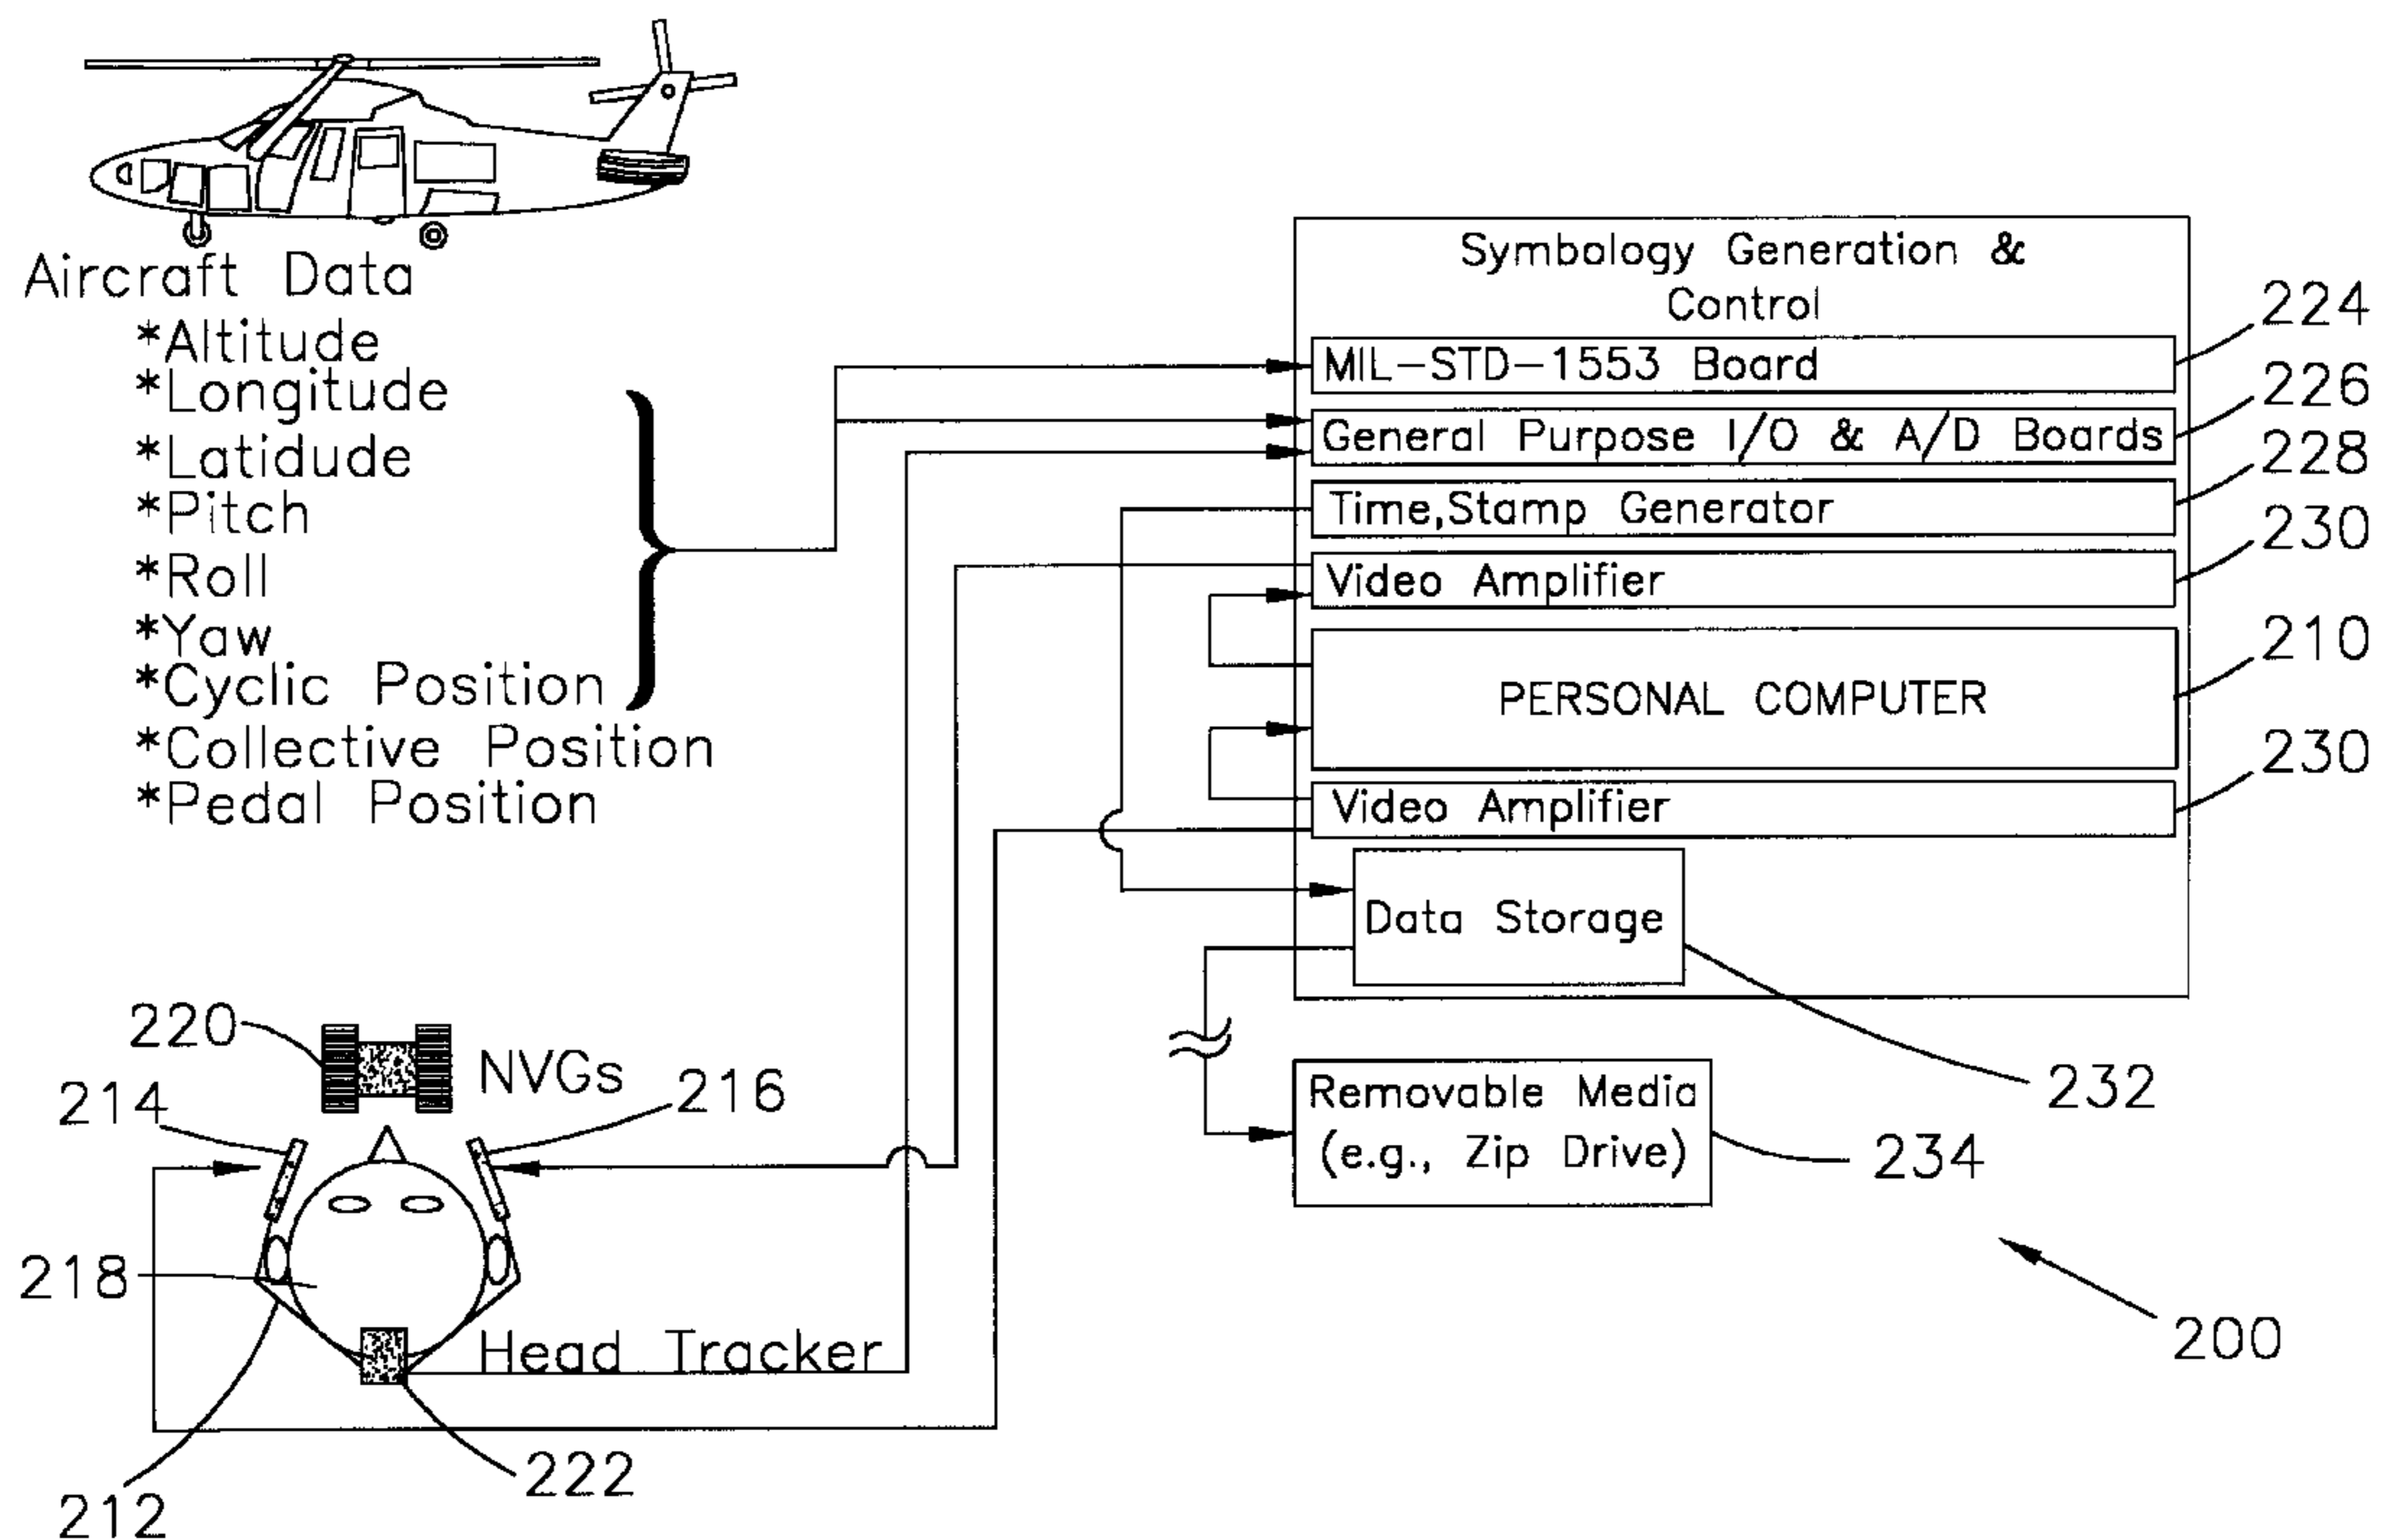 Aircraft Data
*Altitude
*Longitude
*Latidude
*Pitch
*Roll
*Yaw
*Cyclic Position
*Collective Position
*Pedal Position
Symbology Generation &
Control
MIL-STD-1553 Board
224
General Purpose I/O & A/D Boards
226
Time,Stamp Generator
228
Video Amplifier
230
PERSONAL COMPUTER
210
Video Amplifier
230
Data Storage
232
Removable Media
(e.g., Zip Drive)
234
200
220
NVGs
214
216
218
Head Tracker
222
212